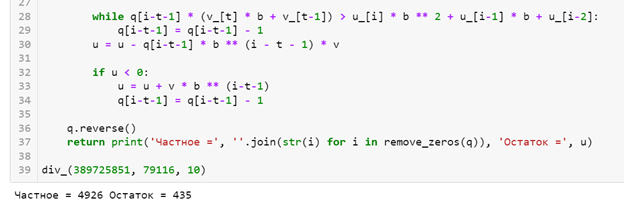 27
28 while q[i-t-1] * (v_[t] * b + v_[t-1]) > u_[i] * b ** 2 + u_[i-1] * b + u_[i-2]:
29 q[i-t-1] = q[i-t-1] - 1
30 u = u - q[i-t-1] * b ** (i - t - 1) * v
31
32 if u < 0:
33 u = u + v * b ** (i-t-1)
34 q[i-t-1] = q[i-t-1] - 1
35
36 q.reverse()
37 return print('Частное =', ''.join(str(i) for i in remove_zeros(q)), 'Остаток =', u)
38
39 div_(389725851, 79116, 10)
Частное = 4926 Остаток = 435